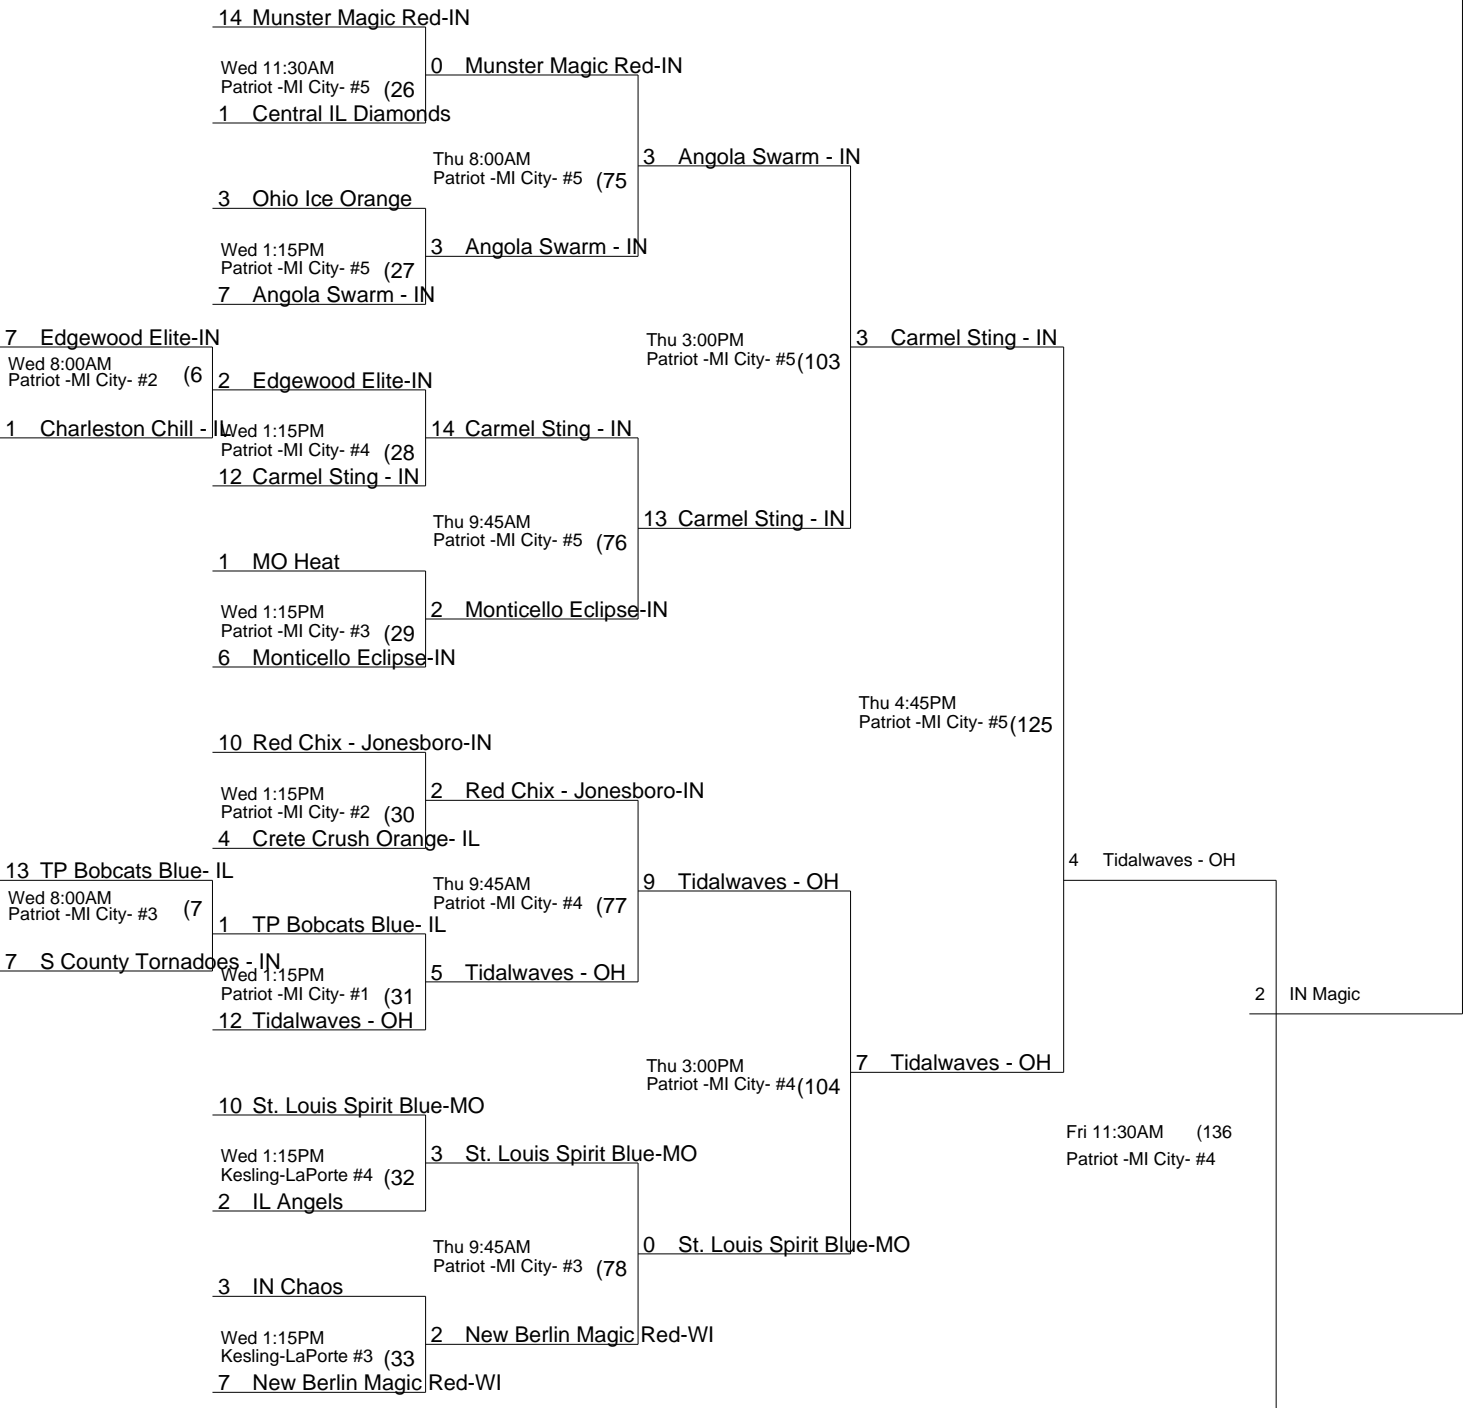 14 Munster Magic Red-IN
Wed 11:30AM
Patriot -MI City- #5 (26
0 Munster Magic Red-IN
1 Central IL Diamonds
Thu 8:00AM
Patriot -MI City- #5 (75
3 Angola Swarm - IN
3 Ohio Ice Orange
Wed 1:15PM
Patriot -MI City- #5 (27
3 Angola Swarm - IN
7 Angola Swarm - IN
7 Edgewood Elite-IN
Wed 8:00AM
Patriot -MI City- #2 (6
Thu 3:00PM
Patriot -MI City- #5(103
3 Carmel Sting - IN
2 Edgewood Elite-IN
1 Charleston Chill - IL
Wed 1:15PM
Patriot -MI City- #4 (28
14 Carmel Sting - IN
12 Carmel Sting - IN
Thu 9:45AM
Patriot -MI City- #5 (76
13 Carmel Sting - IN
1 MO Heat
Wed 1:15PM
Patriot -MI City- #3 (29
2 Monticello Eclipse-IN
6 Monticello Eclipse-IN
Thu 4:45PM
Patriot -MI City- #5(125
10 Red Chix - Jonesboro-IN
Wed 1:15PM
Patriot -MI City- #2 (30
2 Red Chix - Jonesboro-IN
4 Crete Crush Orange- IL
4 Tidalwaves - OH
13 TP Bobcats Blue- IL
Wed 8:00AM
Patriot -MI City- #3 (7
Thu 9:45AM
Patriot -MI City- #4 (77
9 Tidalwaves - OH
1 TP Bobcats Blue- IL
7 S County Tornadoes - IN
Wed 1:15PM
Patriot -MI City- #1 (31
5 Tidalwaves - OH
2 IN Magic
12 Tidalwaves - OH
Thu 3:00PM
Patriot -MI City- #4(104
7 Tidalwaves - OH
10 St. Louis Spirit Blue-MO
Fri 11:30AM (136
Patriot -MI City- #4
Wed 1:15PM
Kesling-LaPorte #4 (32
3 St. Louis Spirit Blue-MO
2 IL Angels
Thu 9:45AM
Patriot -MI City- #3 (78
0 St. Louis Spirit Blue-MO
3 IN Chaos
Wed 1:15PM
Kesling-LaPorte #3 (33
2 New Berlin Magic Red-WI
7 New Berlin Magic Red-WI